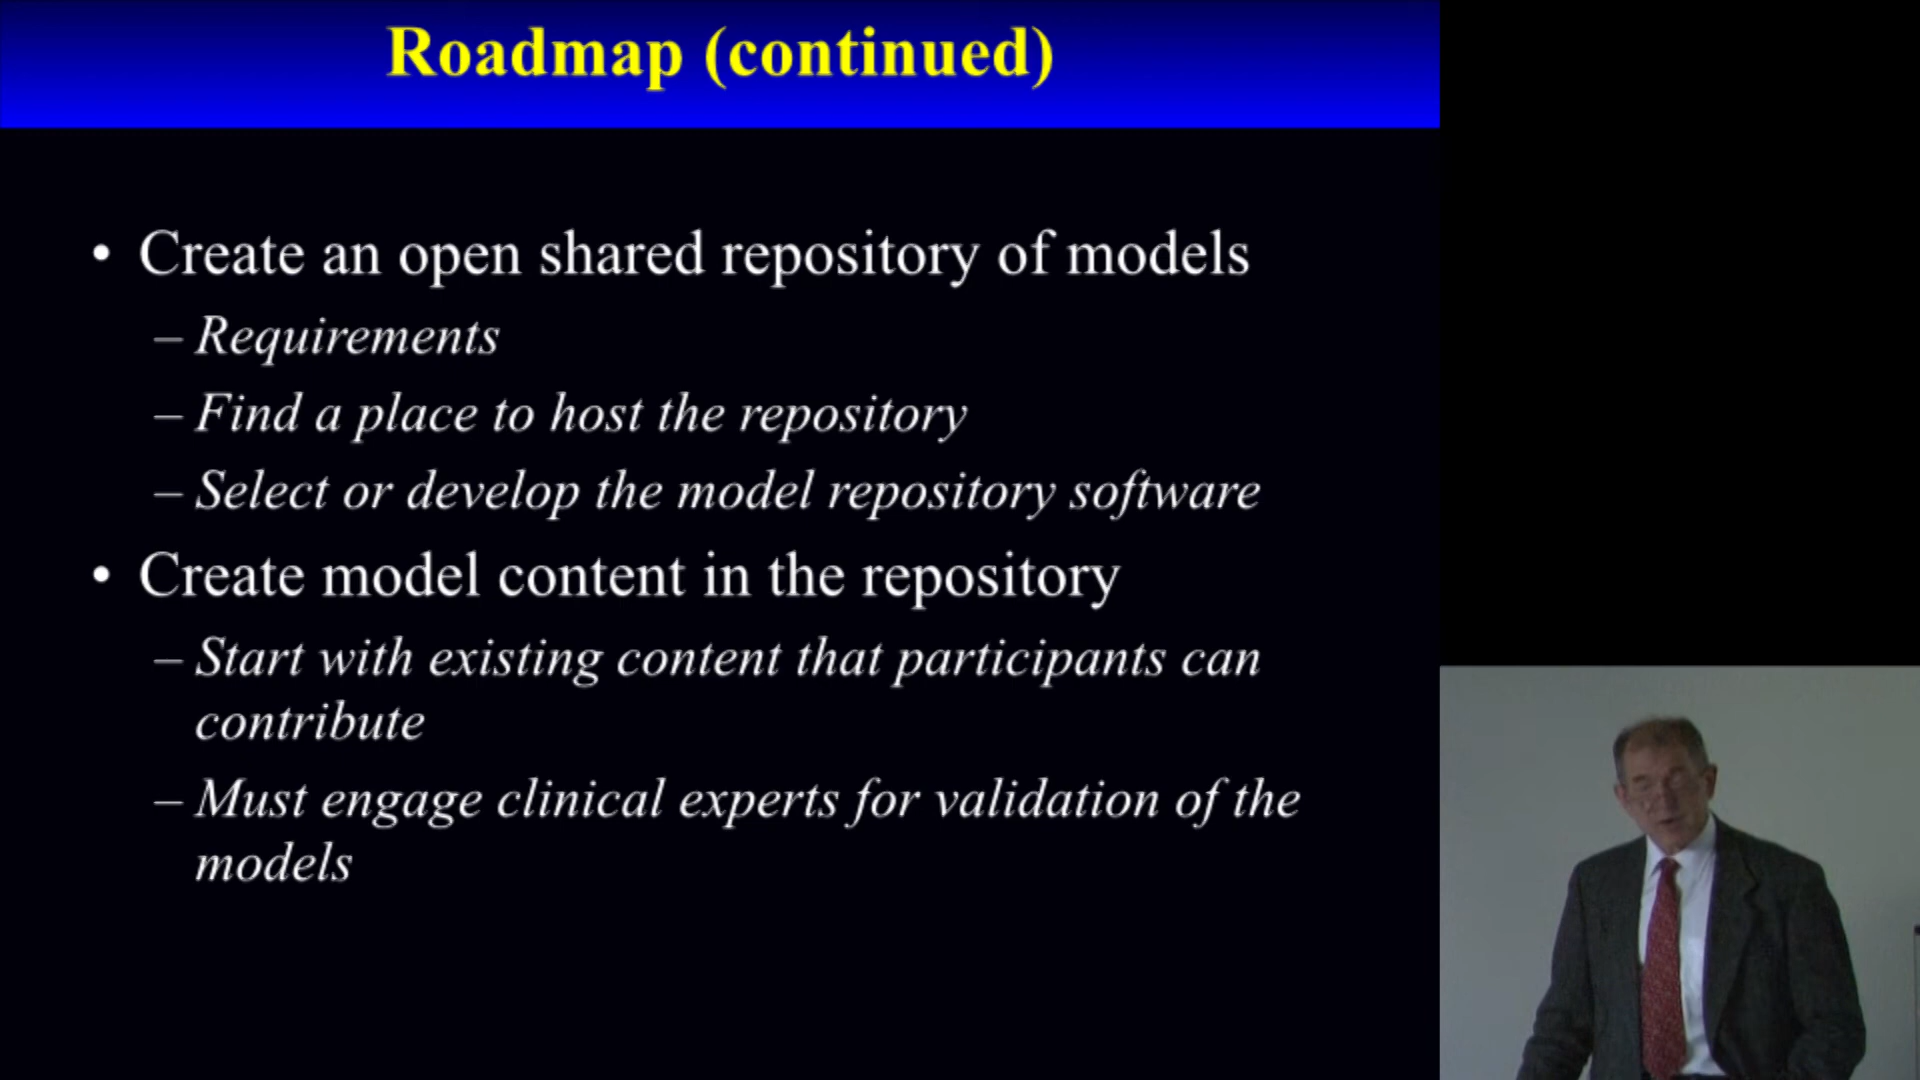 Roadmap (continued)
• Create an open shared repository of models
– Requirements
– Find a place to host the repository
– Select or develop the model repository software
• Create model content in the repository
– Start with existing content that participants can
contribute
– Must engage clinical experts for validation of the
models